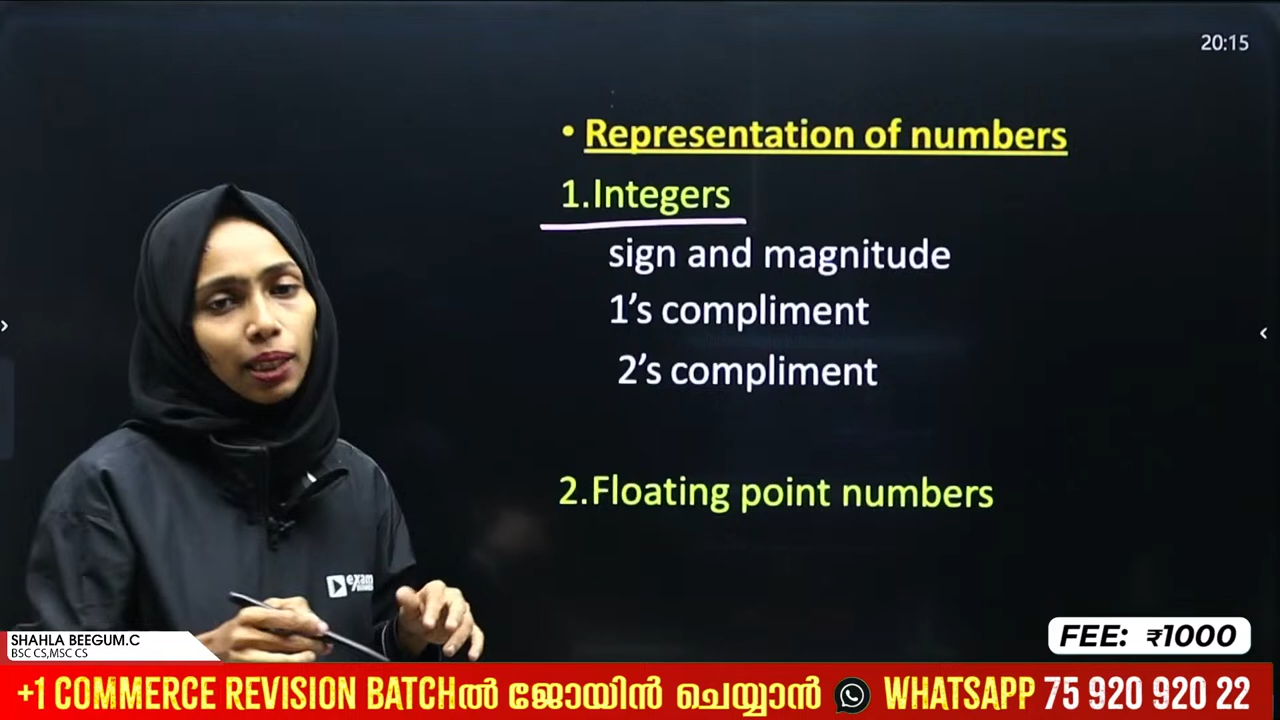 20:15
• Representation of numbers
1.Integers
sign and magnitude
1’s compliment
2’s compliment
2.Floating point numbers
exam
SHAHLA BEEGUM.C
BSC CS,MSC CS
FEE: ₹1000
+1 COMMERCE REVISION BATCHൽ ജോയിൻ ചെയ്യാൻ WHATSAPP 75 920 920 22